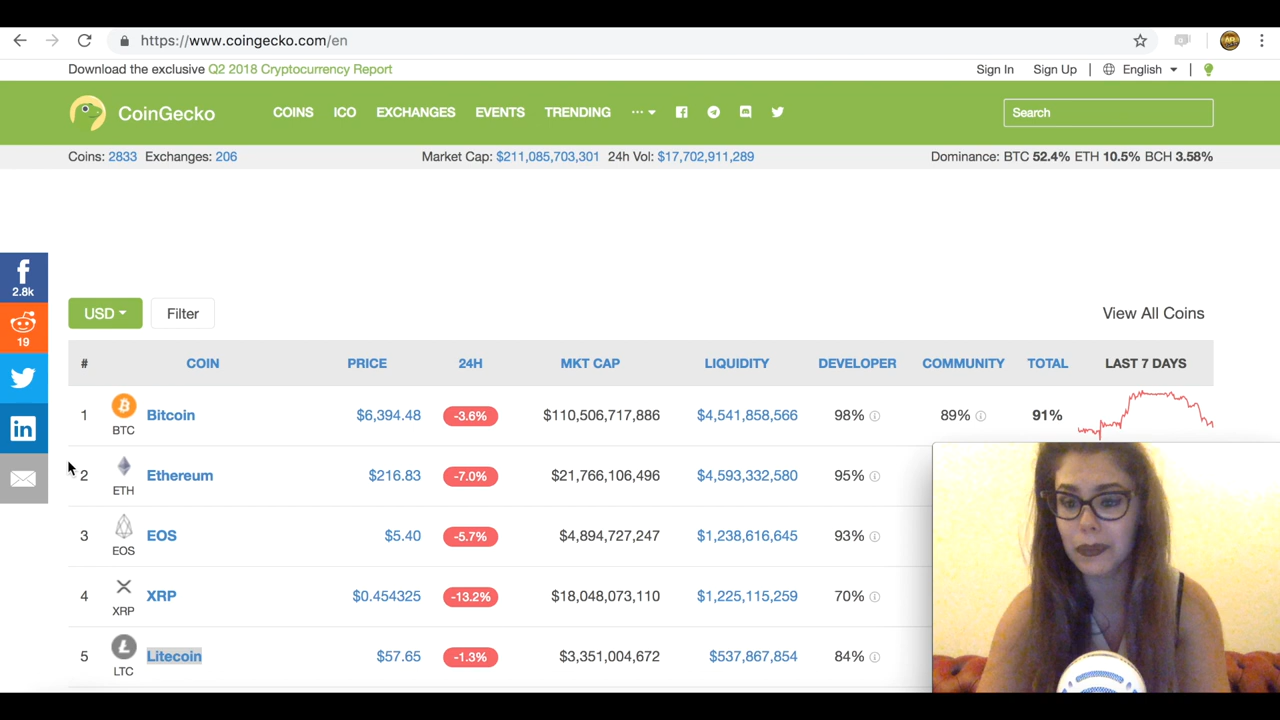 https://www.coingecko.com/en
Download the exclusive Q2 2018 Cryptocurrency Report
Sign In Sign Up | English |
CoinGecko COINS ICO EXCHANGES EVENTS TRENDING ... Search
Coins: 2833 Exchanges: 206 Market Cap: $211,085,703,301 24h Vol: $17,702,911,289 Dominance: BTC 52.4% ETH 10.5% BCH 3.58%
f
2.8k
19
in
USD Filter View All Coins
# COIN PRICE 24H MKT CAP LIQUIDITY DEVELOPER COMMUNITY TOTAL LAST 7 DAYS
1 Bitcoin $6,394.48 -3.6% $110,506,717,886 $4,541,858,566 98% 89% 91%
BTC
2 Ethereum $216.83 -7.0% $21,766,106,496 $4,593,332,580 95%
ETH
3 EOS $5.40 -5.7% $4,894,727,247 $1,238,616,645 93%
EOS
4 XRP $0.454325 -13.2% $18,048,073,110 $1,225,115,259 70%
XRP
5 Litecoin $57.65 -1.3% $3,351,004,672 $537,867,854 84%
LTC